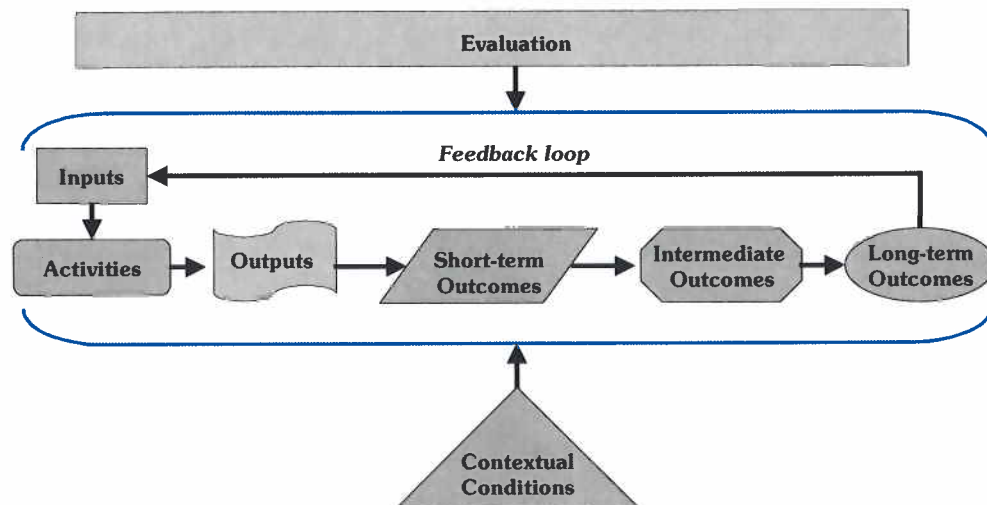 Evaluation
Feedback loop
Inputs
Activities
Outputs
Short-term
Outcomes
Intermediate
Outcomes
Long-term
Outcomes
Contextual
Conditions